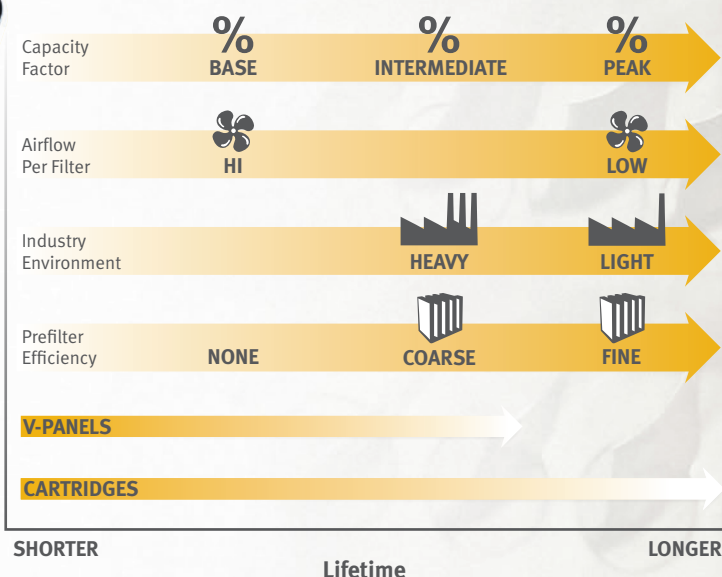 Capacity
Factor
%
%
%
BASE
INTERMEDIATE
PEAK
Airflow
Per Filter
HI
LOW
Industry
Environment
HEAVY
LIGHT
Prefilter
Efficiency
NONE
COARSE
FINE
V-PANELS
CARTRIDGES
SHORTER
LONGER
Lifetime